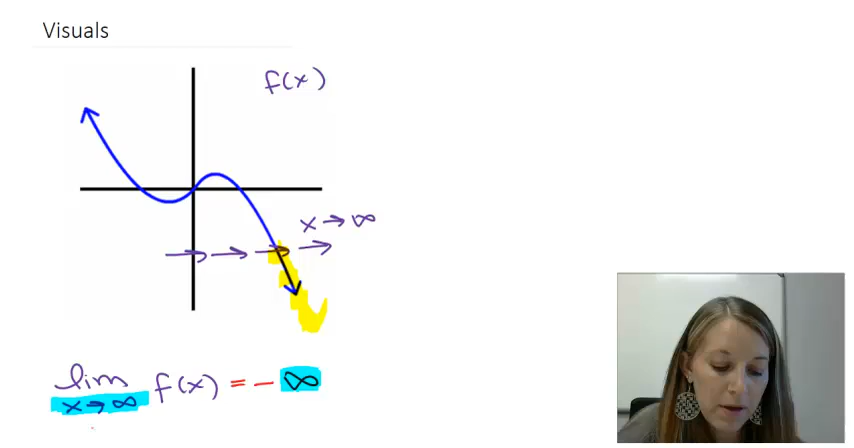 Visuals
f(x)
x → ∞
lim f(x) = - ∞
x → ∞